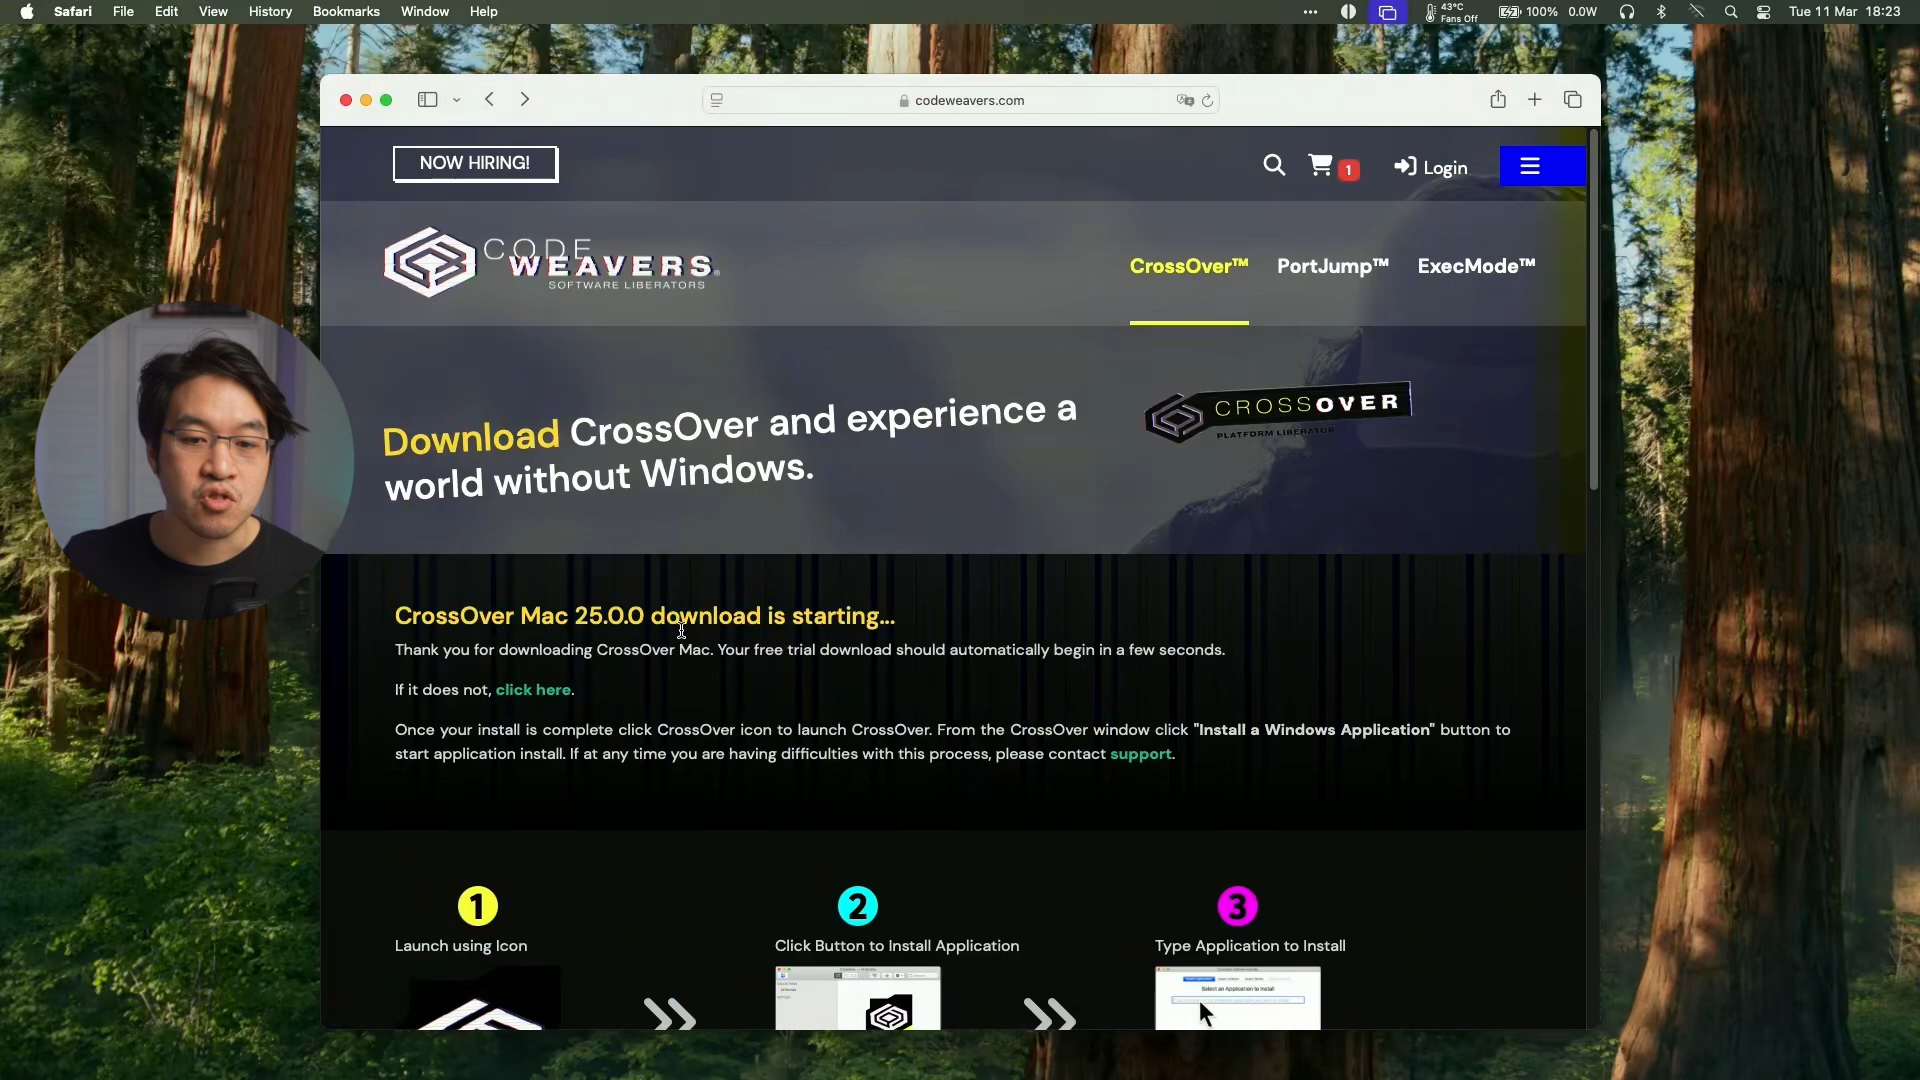 Safari File Edit View History Bookmarks Window Help
43°C
Fans Off
100% 0.0W
Tue 11 Mar 18:23
codeweavers.com
NOW HIRING!
1
Login
CODE
WEAVERS®
SOFTWARE LIBERATORS
CrossOver™ PortJump™ ExecMode™
Download CrossOver and experience a
world without Windows.
CROSSOVER
PLATFORM LIBERATOR
CrossOver Mac 25.0.0 download is starting...
Thank you for downloading CrossOver Mac. Your free trial download should automatically begin in a few seconds.
If it does not, click here.
Once your install is complete click CrossOver icon to launch CrossOver. From the CrossOver window click "Install a Windows Application" button to
start application install. If at any time you are having difficulties with this process, please contact support.
1 2 3
Launch using Icon
Click Button to Install Application
Type Application to Install
Select an Application to Install